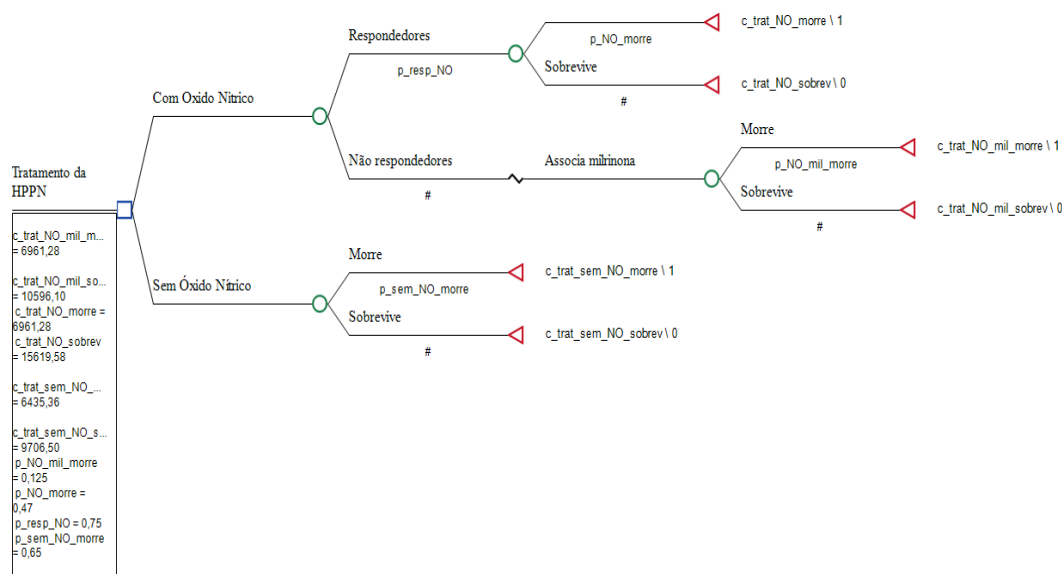 Respondedores
p_resp_NO
c_trat_NO_morre \ 1
p_NO_morre
Sobrevive
c_trat_NO_sobrev \ 0
#
Com Oxido Nítrico
Não respondedores
#
Associa milrinona
Morre
c_trat_NO_mil_morre \ 1
p_NO_mil_morre
Sobrevive
c_trat_NO_mil_sobrev \ 0
#
Tratamento da
HPPN
c_trat_NO_mil_m...
= 6961,28
c_trat_NO_mil_so...
= 10596,10
c_trat_NO_morre =
6961,28
c_trat_NO_sobrev
= 15619,58
c_trat_sem_NO_...
= 6435,36
c_trat_sem_NO_s...
= 9706,50
p_NO_mil_morre
= 0,125
p_NO_morre =
0,47
p_resp_NO = 0,75
p_sem_NO_morre
= 0,65
Sem Óxido Nítrico
Morre
c_trat_sem_NO_morre \ 1
p_sem_NO_morre
Sobrevive
c_trat_sem_NO_sobrev \ 0
#